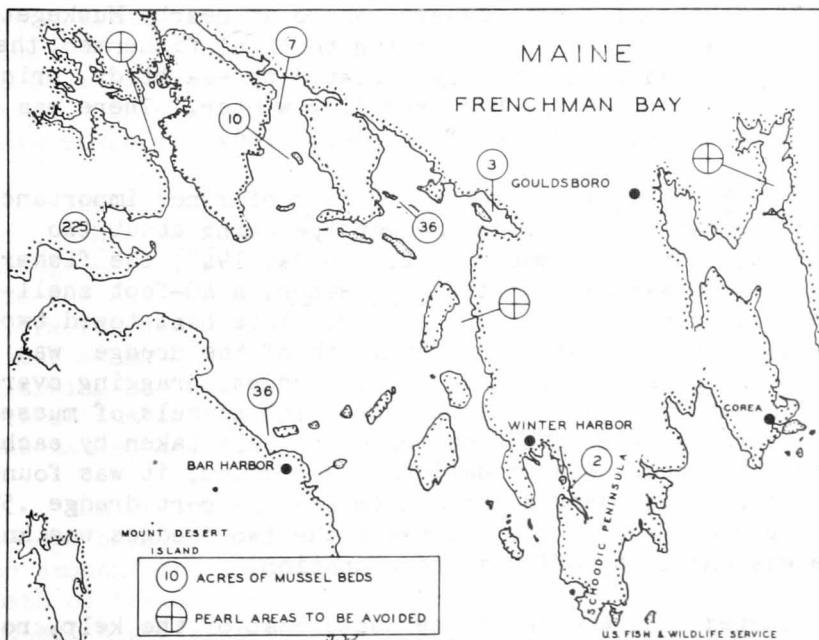 MAINE
FRENCHMAN BAY
7
10
3
GOULDSBORO
225
36
36
WINTER HARBOR
COREA
BAR HARBOR
2
MOUNT DESERT
ISLAND
SCHOODIC PENINSULA
10 ACRES OF MUSSEL BEDS
PEARL AREAS TO BE AVOIDED
U.S. FISH & WILDLIFE SERVICE